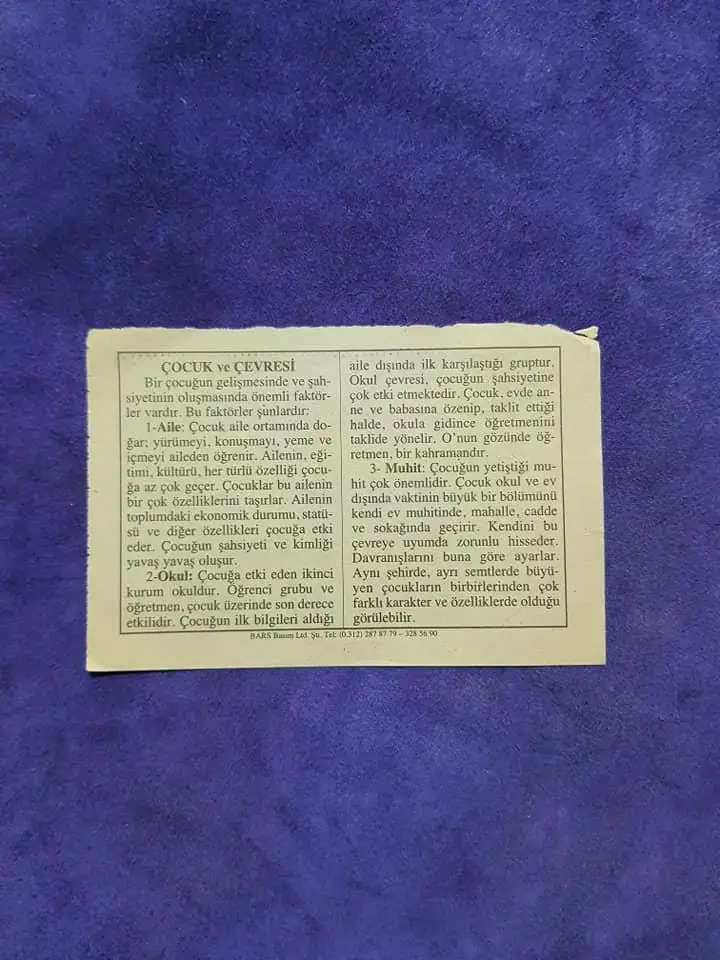 ÇOCUK ve ÇEVRESİ
Bir çocuğun gelişmesinde ve şah-
siyetinin oluşmasında önemli faktör-
ler vardır. Bu faktörler şunlardır:
1-Aile: Çocuk aile ortamında do-
ğar; yürümeyi, konuşmayı, yeme ve
içmeyi aileden öğrenir. Ailenin, eği-
timi, kültürü, her türlü özelliği çocu-
ğa az çok geçer. Çocuklar bu ailenin
bir çok özelliklerini taşırlar. Ailenin
toplumdaki ekonomik durumu, statü-
sü ve diğer özellikleri çocuğa etki
eder. Çocuğun şahsiyeti ve kimliği
yavaş yavaş oluşur.
2-Okul: Çocuğa etki eden ikinci
kurum okuldur. Öğrenci grubu ve
öğretmen, çocuk üzerinde son derece
etkilidir. Çocuğun ilk bilgileri aldığı
aile dışında ilk karşılaştığı gruptur.
Okul çevresi, çocuğun şahsiyetine
çok etki etmektedir. Çocuk, evde an-
ne ve babasına özenip, taklit ettiği
halde, okula gidince öğretmenini
taklide yönelir. O'nun gözünde öğ-
retmen, bir kahramandır.
3- Muhit: Çocuğun yetiştiği mu-
hit çok önemlidir. Çocuk okul ve ev
dışında vaktinin büyük bir bölümünü
kendi ev muhitinde, mahalle, cadde
ve sokağında geçirir. Kendini bu
çevreye uyumda zorunlu hisseder.
Davranışlarını buna göre ayarlar.
Aynı şehirde, ayrı semtlerde büyü-
yen çocukların birbirlerinden çok
farklı karakter ve özelliklerde olduğu
görülebilir.
BARS Basım Ltd. Şti. Tel: (0.312) 287 87 79 – 328 56 90